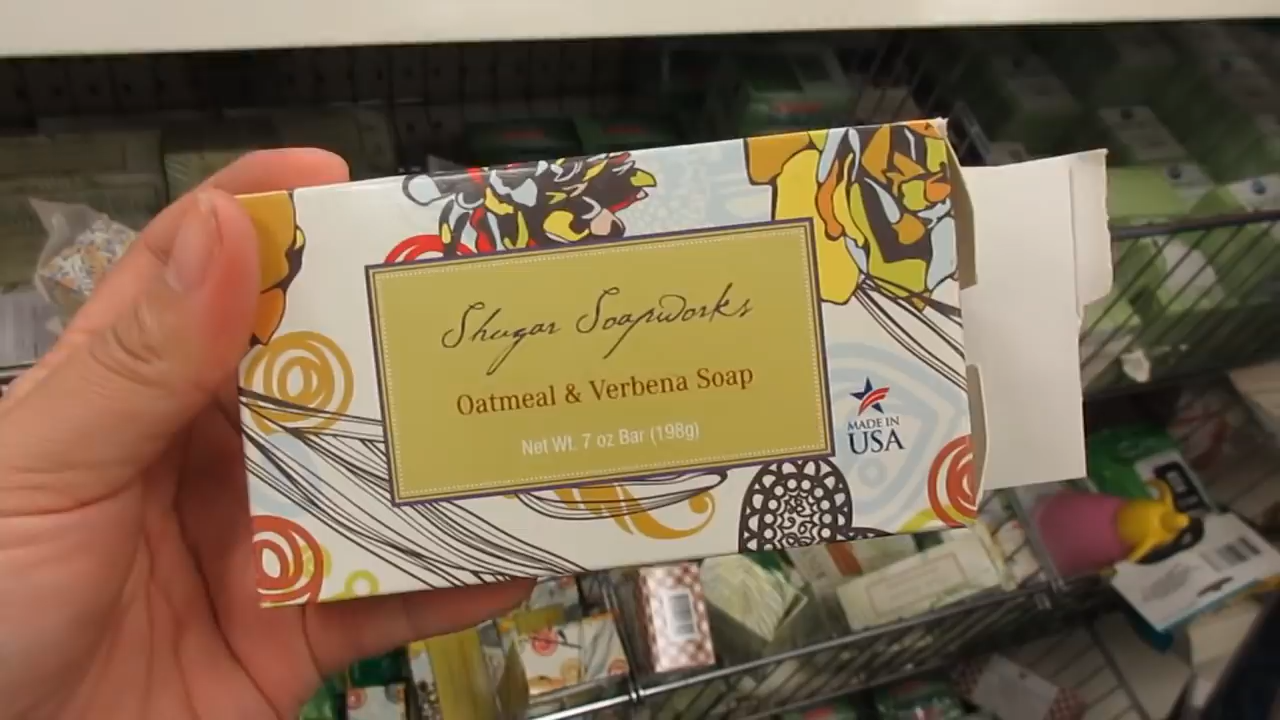 Shugar Soapworks
Oatmeal & Verbena Soap
Net Wt. 7 oz Bar (198g)
MADE IN
USA